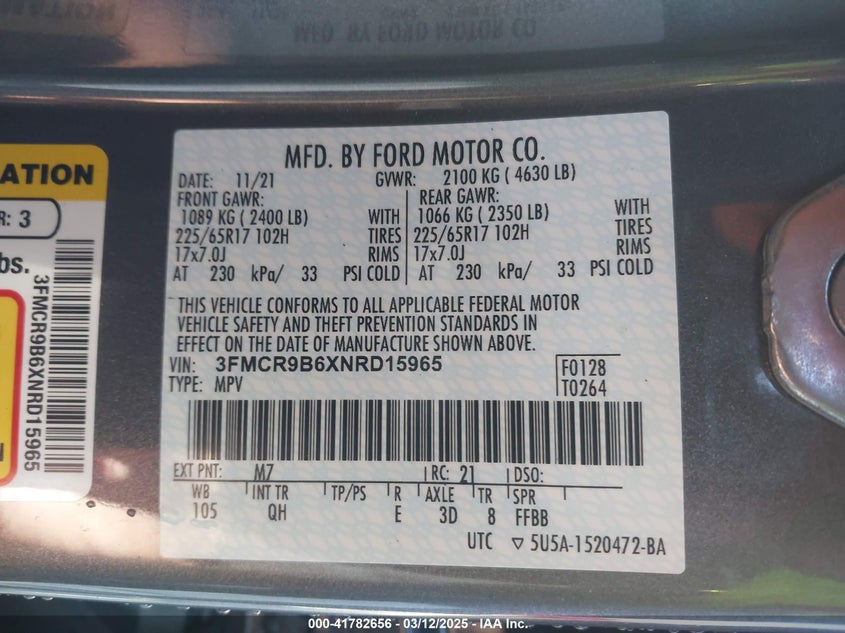 MFD. BY FORD MOTOR CO.
MFD. BY FORD MOTOR CO.
DATE: 11/21 GVWR: 2100 KG ( 4630 LB)
FRONT GAWR: REAR GAWR:
1089 KG ( 2400 LB) WITH 1066 KG ( 2350 LB) WITH
225/65R17 102H TIRES 225/65R17 102H TIRES
17x7.0J RIMS 17x7.0J RIMS
AT 230 kPa/ 33 PSI COLD AT 230 kPa/ 33 PSI COLD
THIS VEHICLE CONFORMS TO ALL APPLICABLE FEDERAL MOTOR
VEHICLE SAFETY AND THEFT PREVENTION STANDARDS IN
EFFECT ON THE DATE OF MANUFACTURE SHOWN ABOVE.
VIN: 3FMCR9B6XNRD15965
TYPE: MPV
F0128
T0264
EXT PNT: M7 RC: 21 DSO:
WB INT TR TP/PS R AXLE TR SPR
105 QH E 3D 8 FFBB
UTC ▽ 5U5A-1520472-BA
ATION
R: 3
bs.
3FMCR9B6XNRD15965
000-41782656 - 03/12/2025 - IAA Inc.